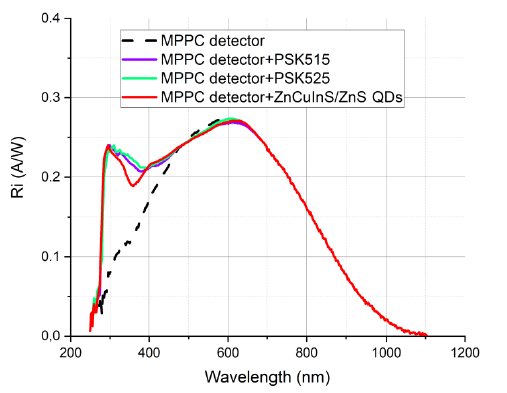 0.4
MPPC detector
MPPC detector+PSK515
MPPC detector+PSK525
MPPC detector+ZnCuInS/ZnS QDs
0.3
Ri (A/W)
0.2
0.1
0.0
200 400 600 800 1000 1200
Wavelength (nm)